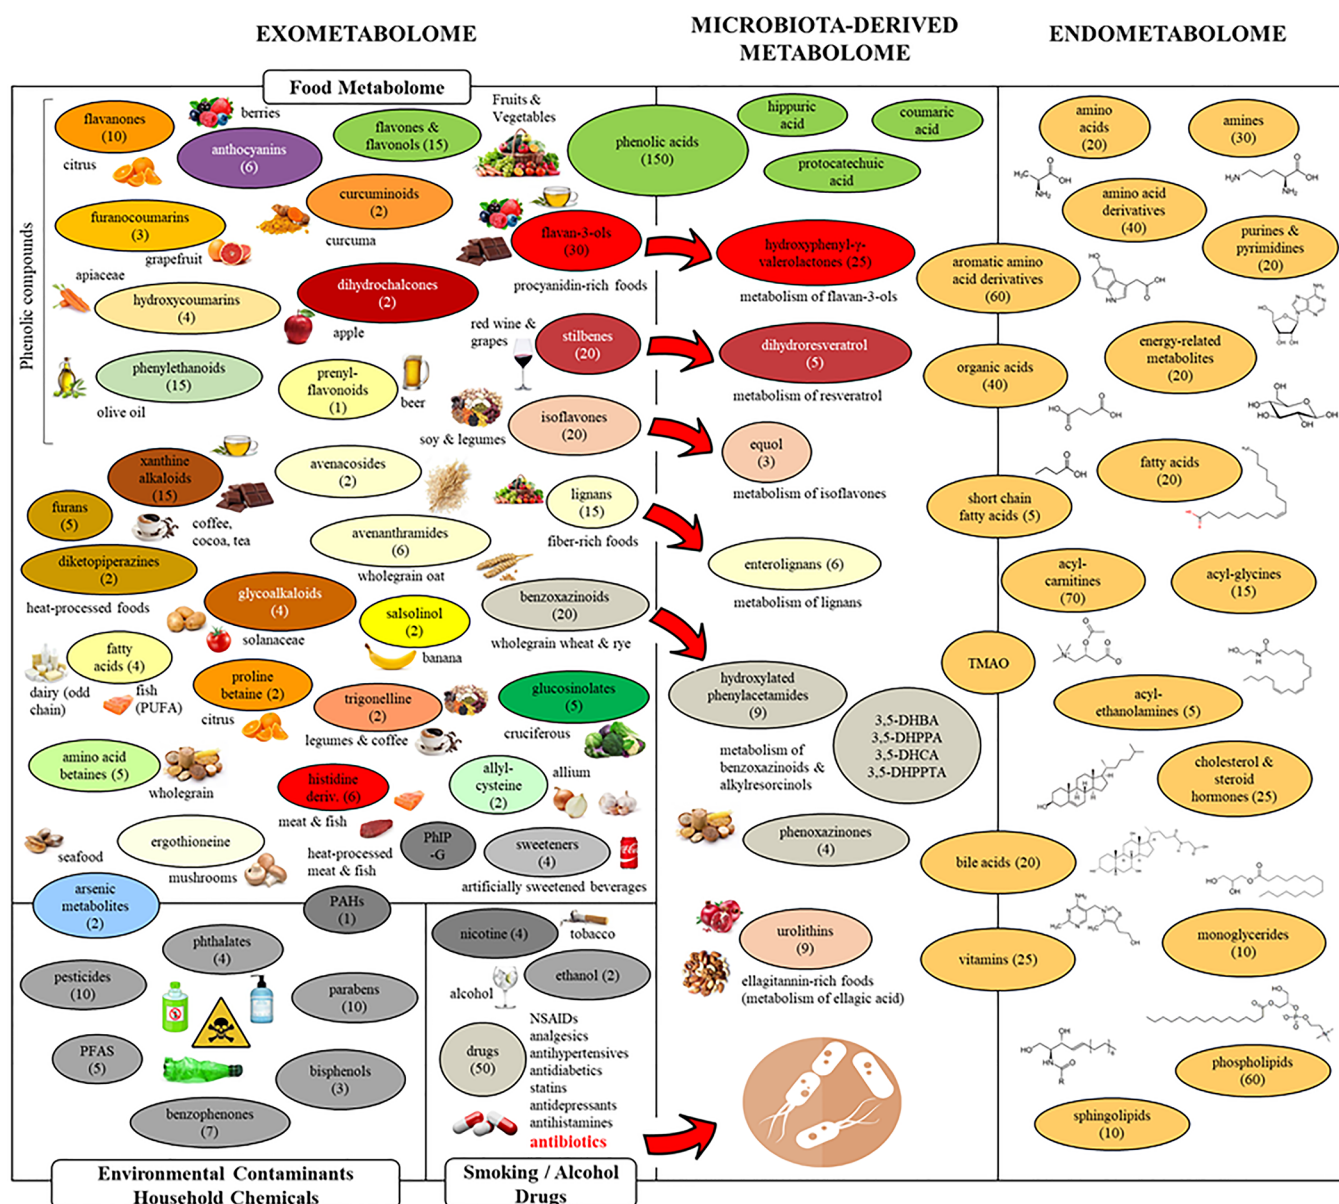 EXOMETABOLOME
MICROBIOTA-DERIVED
METABOLOME
ENDOMETABOLOME
Food Metabolome
Phenolic compounds
flavanones
(10)
citrus
berries
anthocyanins
(6)
flavones &
flavonols (15)
Fruits &
Vegetables
curcuminoids
(2)
curcuma
furanocoumarins
(3)
grapefruit
flavan-3-ols
(30)
procyanidin-rich foods
apiaceae
hydroxycoumarins
(4)
dihydrochalcones
(2)
apple
red wine &
grapes
stilbenes
(20)
phenylethanoids
(15)
olive oil
prenyl-
flavonoids
(1)
beer
isoflavones
(20)
soy & legumes
xanthine
alkaloids
(15)
coffee,
cocoa, tea
avenacosides
(2)
lignans
(15)
fiber-rich foods
furans
(5)
avenanthramides
(6)
wholegrain oat
diketopiperazines
(2)
heat-processed foods
glycoalkaloids
(4)
solanaceae
salsolinol
(2)
banana
benzoxazinoids
(20)
wholegrain wheat & rye
fatty
acids (4)
dairy (odd
chain)
fish
(PUFA)
proline
betaine (2)
citrus
trigonelline
(2)
legumes & coffee
glucosinolates
(5)
cruciferous
amino acid
betaines (5)
wholegrain
histidine
deriv. (6)
meat & fish
allyl-
cysteine
(2)
allium
seafood
ergothioneine
mushrooms
heat-processed
meat & fish
PhIP
-G
sweeteners
(4)
artificially sweetened beverages
arsenic
metabolites
(2)
PAHs
(1)
phthalates
(4)
pesticides
(10)
parabens
(10)
PFAS
(5)
bisphenols
(3)
benzophenones
(7)
Environmental Contaminants
Household Chemicals
nicotine (4)
tobacco
ethanol (2)
alcohol
drugs
(50)
NSAIDs
analgesics
antihypertensives
antidiabetics
statins
antidepressants
antihistamines
antibiotics
Smoking / Alcohol
Drugs
phenolic acids
(150)
hippuric
acid
coumaric
acid
protocatechuic
acid
hydroxyphenyl-γ-
valerolactones (25)
metabolism of flavan-3-ols
dihydroresveratrol
(5)
metabolism of resveratrol
equol
(3)
metabolism of isoflavones
enterolignans (6)
metabolism of lignans
hydroxylated
phenylacetamides
(9)
3,5-DHBA
3,5-DHPPA
3,5-DHCA
3,5-DHPPTA
metabolism of
benzoxazinoids &
alkylresorcinols
phenoxazinones
(4)
urolithins
(9)
ellagitannin-rich foods
(metabolism of ellagic acid)
amino
acids
(20)
amines
(30)
amino acid
derivatives
(40)
purines &
pyrimidines
(20)
aromatic amino
acid derivatives
(60)
energy-related
metabolites
(20)
organic acids
(40)
fatty acids
(20)
short chain
fatty acids (5)
acyl-
carnitines
(70)
acyl-glycines
(15)
TMAO
acyl-
ethanolamines (5)
cholesterol &
steroid
hormones (25)
bile acids (20)
monoglycerides
(10)
vitamins (25)
phospholipids
(60)
sphingolipids
(10)